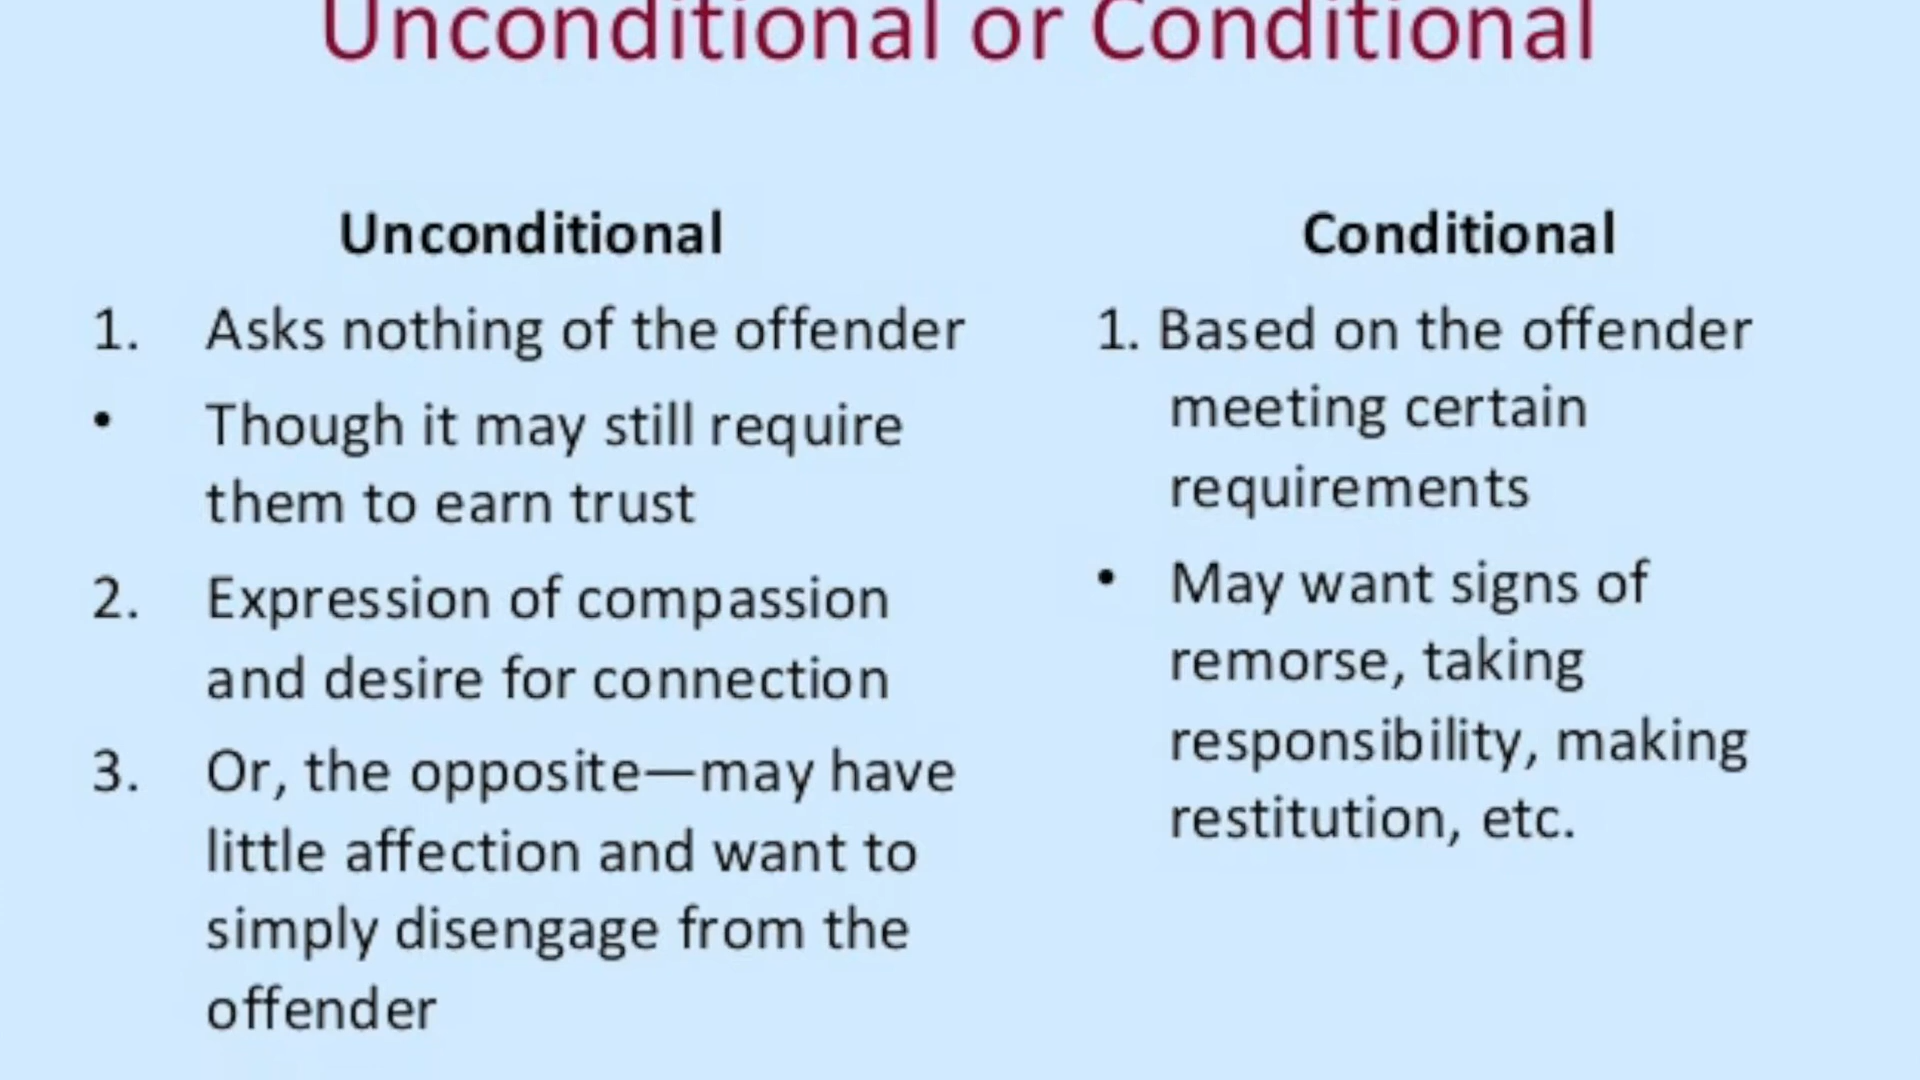 Unconditional or Conditional
Unconditional
1. Asks nothing of the offender
• Though it may still require
them to earn trust
2. Expression of compassion
and desire for connection
3. Or, the opposite—may have
little affection and want to
simply disengage from the
offender
Conditional
1. Based on the offender
meeting certain
requirements
• May want signs of
remorse, taking
responsibility, making
restitution, etc.